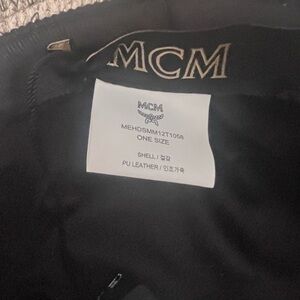 MCM
MCM
MEHDSMM12T1058
ONE SIZE
SHELL / 겉감
PU LEATHER / 인조가죽